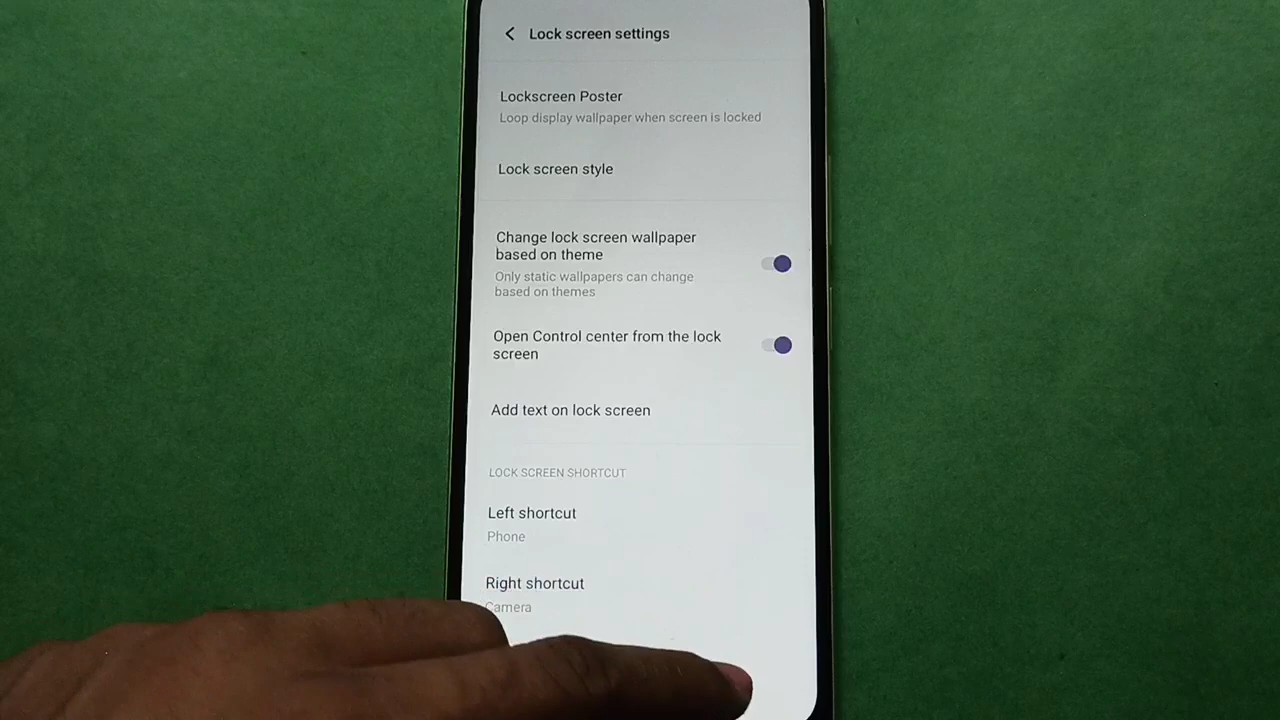 Lock screen settings
Lockscreen Poster
Loop display wallpaper when screen is locked
Lock screen style
Change lock screen wallpaper
based on theme
Only static wallpapers can change
based on themes
Open Control center from the lock
screen
Add text on lock screen
LOCK SCREEN SHORTCUT
Left shortcut
Phone
Right shortcut
Camera